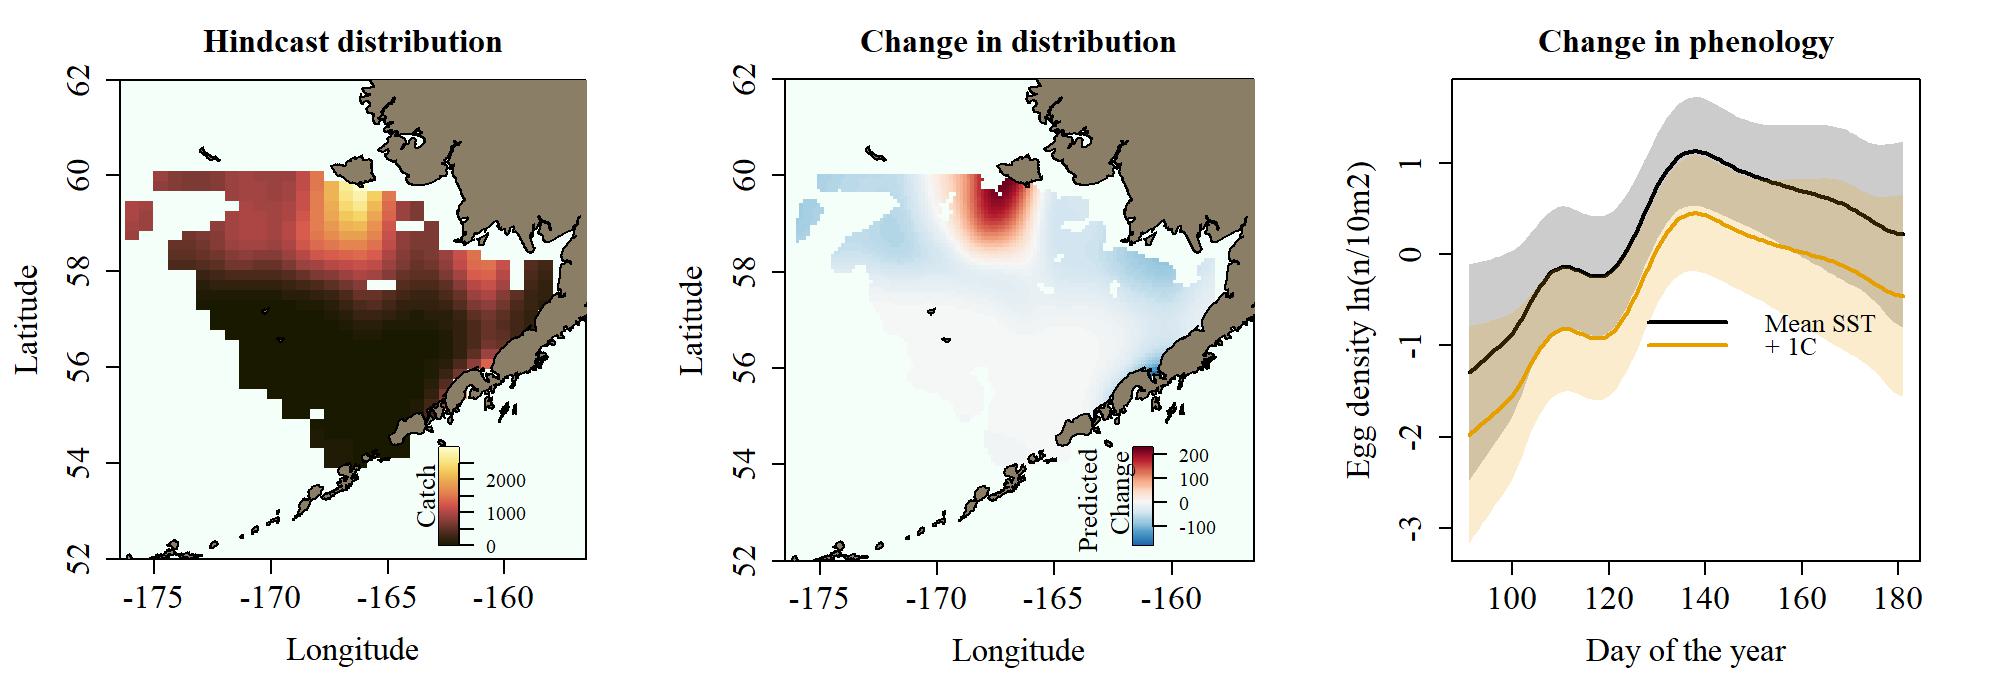 Hindcast distribution
62
60
58
56
54
52
Latitude
-175
-170
-165
-160
Longitude
Catch
2000
1000
0
Change in distribution
62
60
58
56
54
52
Latitude
-175
-170
-165
-160
Longitude
Predicted
Change
200
100
0
-100
Change in phenology
1
0
-1
-2
-3
Egg density ln(n/10m2)
Mean SST
+ 1C
100
120
140
160
180
Day of the year